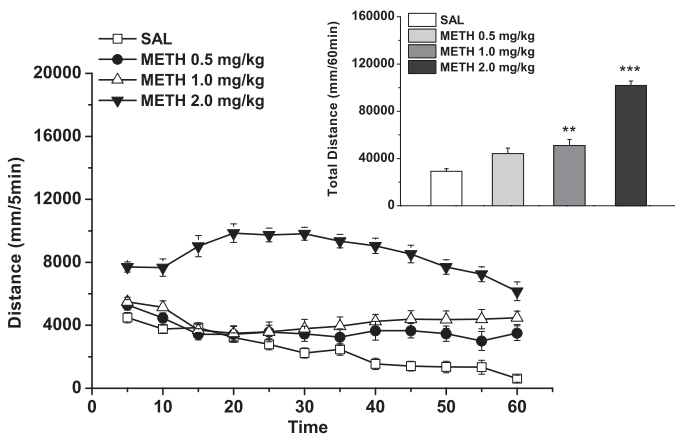 SAL
METH 0.5 mg/kg
METH 1.0 mg/kg
METH 2.0 mg/kg
20000
16000
12000
8000
4000
0
Distance (mm/5min)
0 10 20 30 40 50 60
Time
SAL
METH 0.5 mg/kg
METH 1.0 mg/kg
METH 2.0 mg/kg
160000
120000
80000
40000
0
Total Distance (mm/60min)
**
***